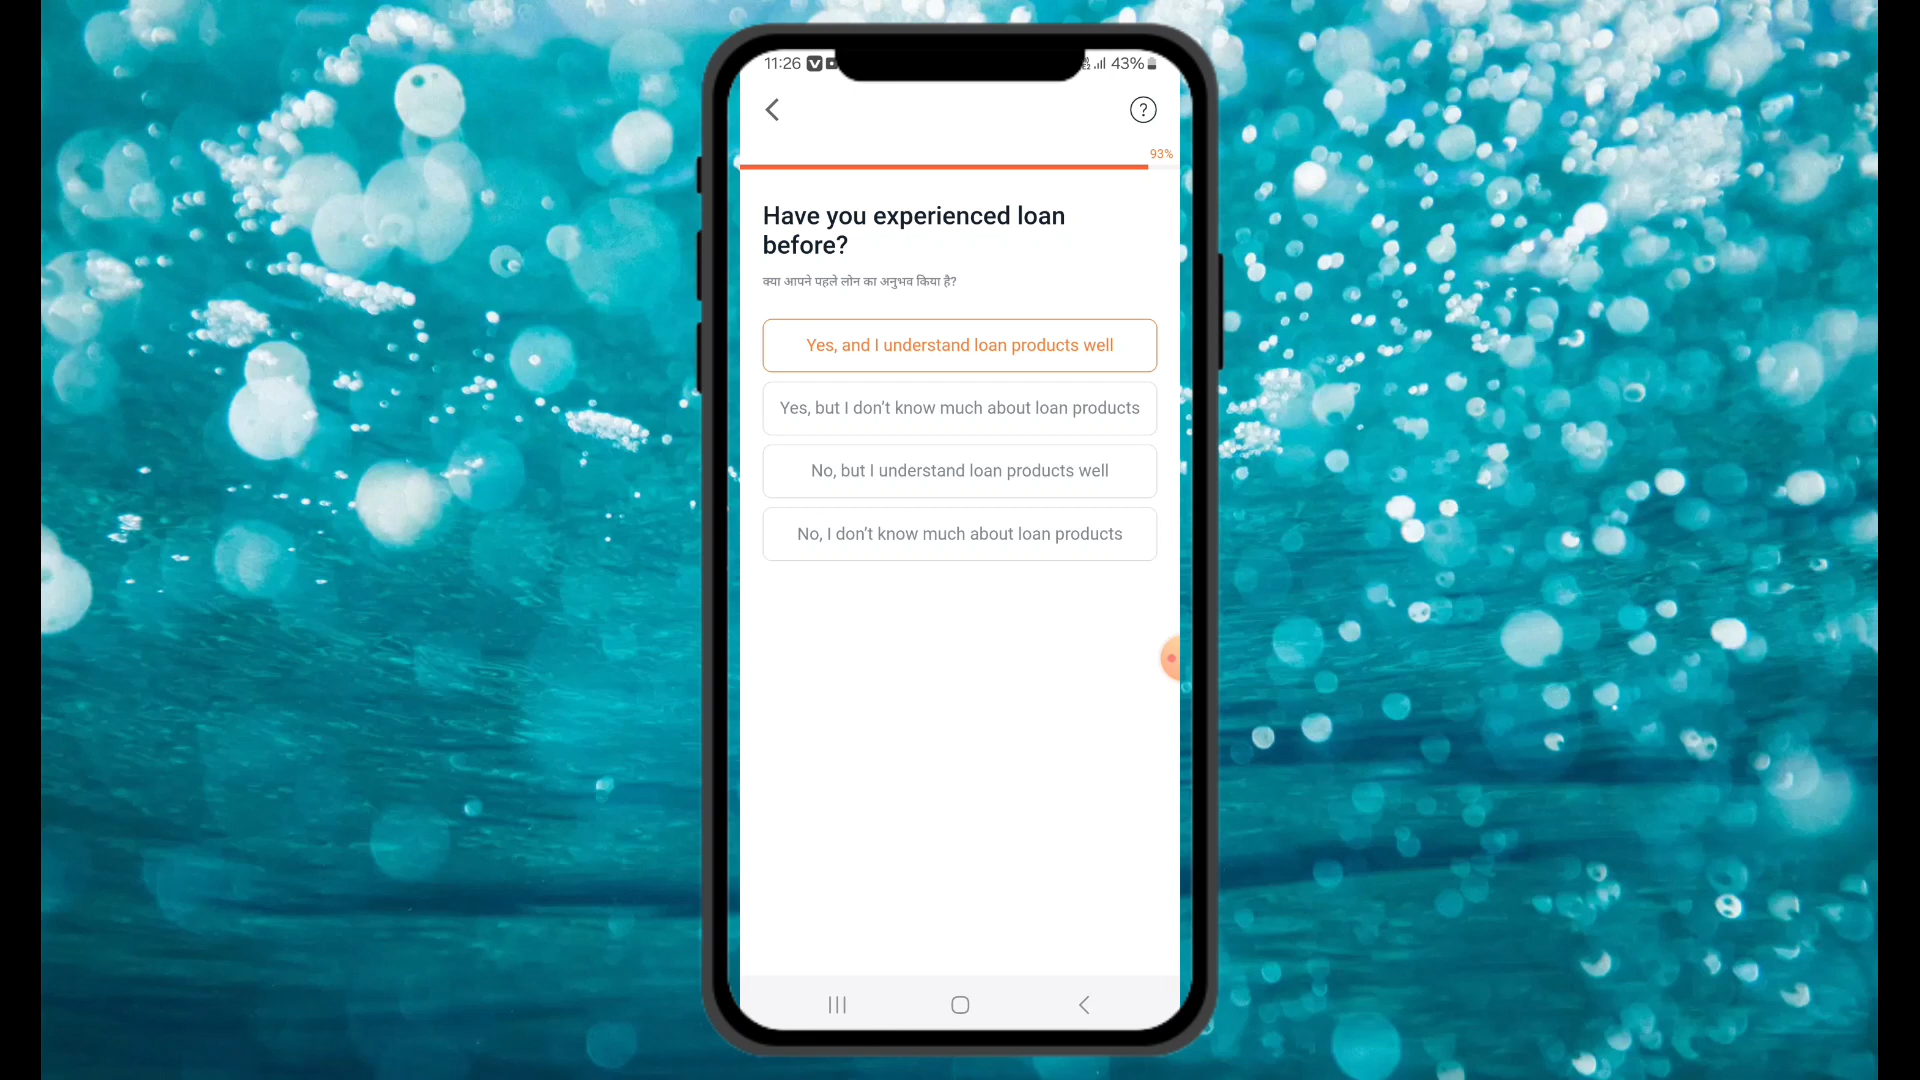 11:26
43%
93%
Have you experienced loan
before?
क्या आपने पहले लोन का अनुभव किया है?
Yes, and I understand loan products well
Yes, but I don’t know much about loan products
No, but I understand loan products well
No, I don’t know much about loan products